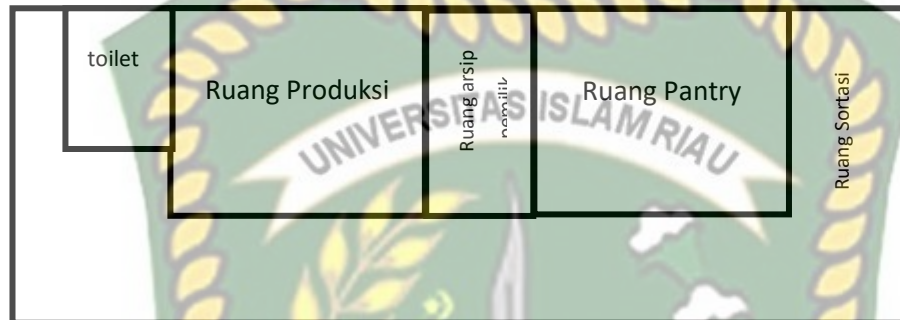 toilet
Ruang Produksi
Ruang arsip
pemilik
Ruang Pantry
Ruang Sortasi
UNIVERSITAS ISLAM RIAU